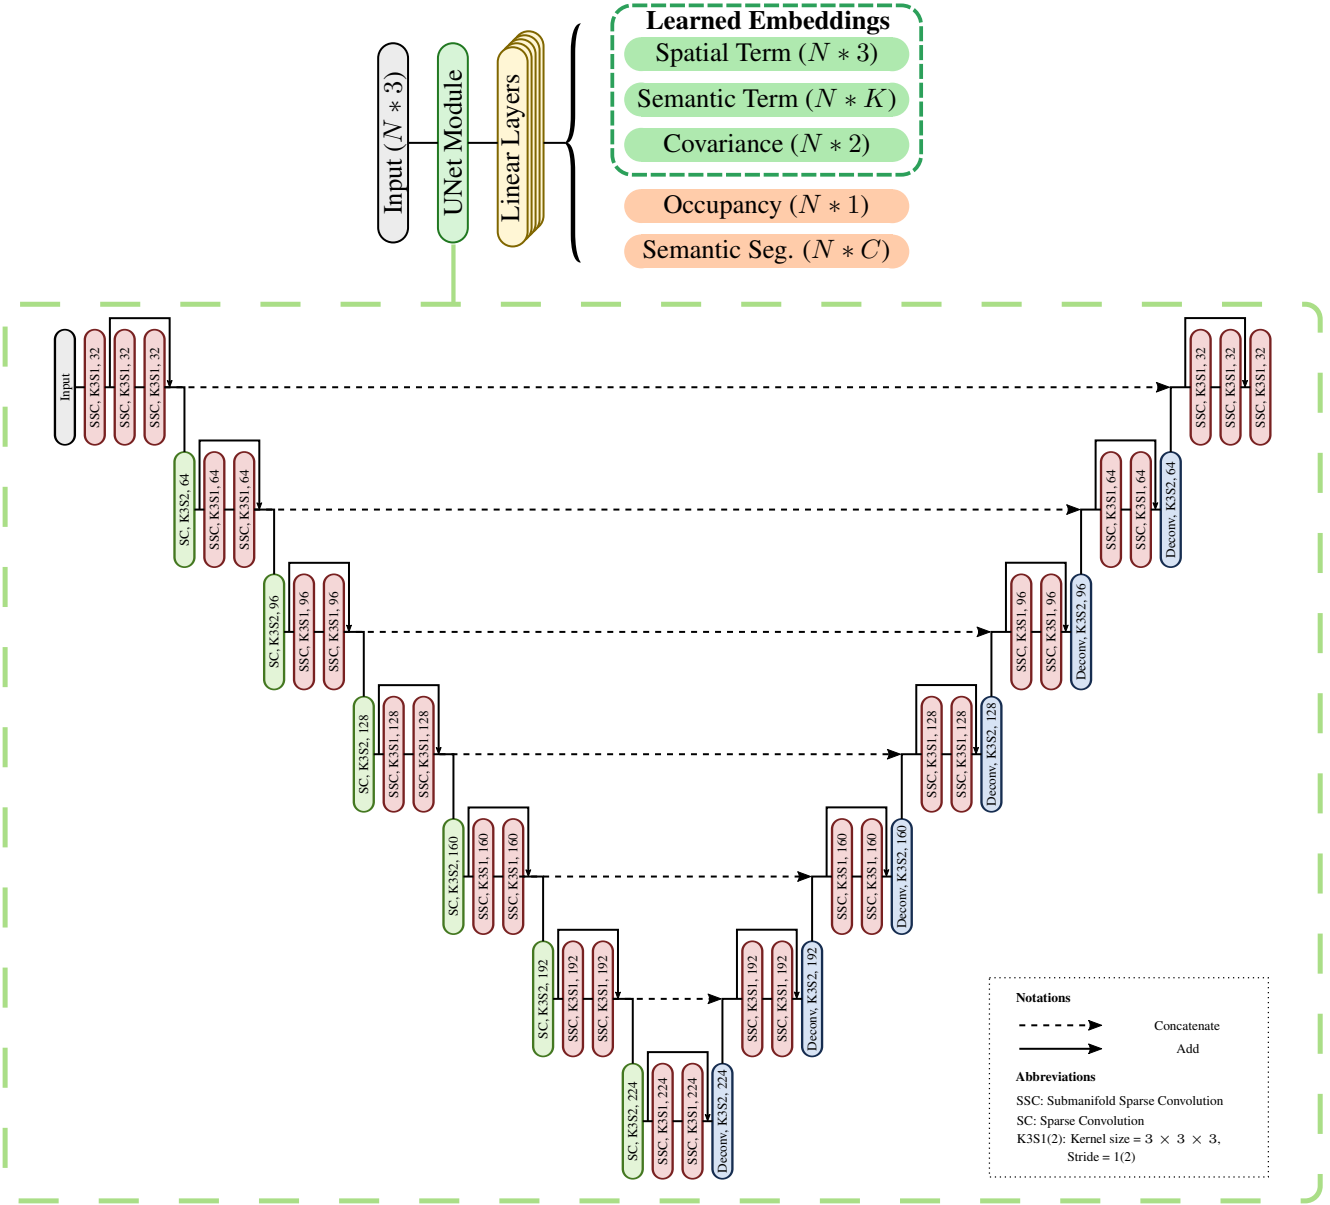 Learned Embeddings
Input (N * 3)
UNet Module
Linear Layers
Spatial Term (N * 3)
Semantic Term (N * K)
Covariance (N * 2)
Occupancy (N * 1)
Semantic Seg. (N * C)
Input
SSC, K3S1, 32
SSC, K3S1, 32
SSC, K3S1, 32
SSC, K3S1, 32
SSC, K3S1, 32
SSC, K3S1, 32
SC, K3S2, 64
SSC, K3S1, 64
SSC, K3S1, 64
SSC, K3S1, 64
SSC, K3S1, 64
Deconv, K3S2, 64
SC, K3S2, 96
SSC, K3S1, 96
SSC, K3S1, 96
SSC, K3S1, 96
SSC, K3S1, 96
Deconv, K3S2, 96
SC, K3S2, 128
SSC, K3S1, 128
SSC, K3S1, 128
SSC, K3S1, 128
SSC, K3S1, 128
Deconv, K3S2, 128
SC, K3S2, 160
SSC, K3S1, 160
SSC, K3S1, 160
SSC, K3S1, 160
SSC, K3S1, 160
Deconv, K3S2, 160
SC, K3S2, 192
SSC, K3S1, 192
SSC, K3S1, 192
SSC, K3S1, 192
SSC, K3S1, 192
Deconv, K3S2, 192
SC, K3S2, 224
SSC, K3S1, 224
SSC, K3S1, 224
Deconv, K3S2, 224
Notations
Concatenate
Add
Abbreviations
SSC: Submanifold Sparse Convolution
SC: Sparse Convolution
K3S1(2): Kernel size = 3 × 3 × 3,
Stride = 1(2)